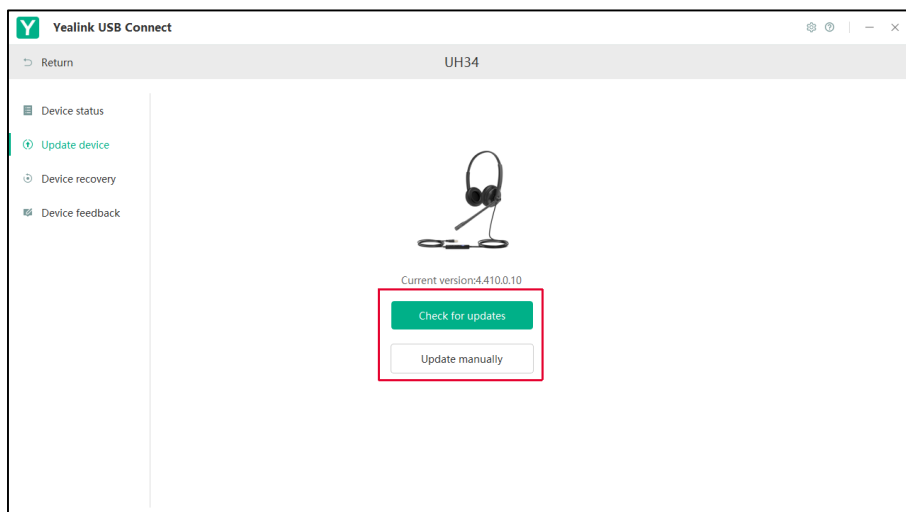 Y Yealink USB Connect
Return
UH34
Device status
Update device
Device recovery
Device feedback
Current version:4.410.0.10
Check for updates
Update manually